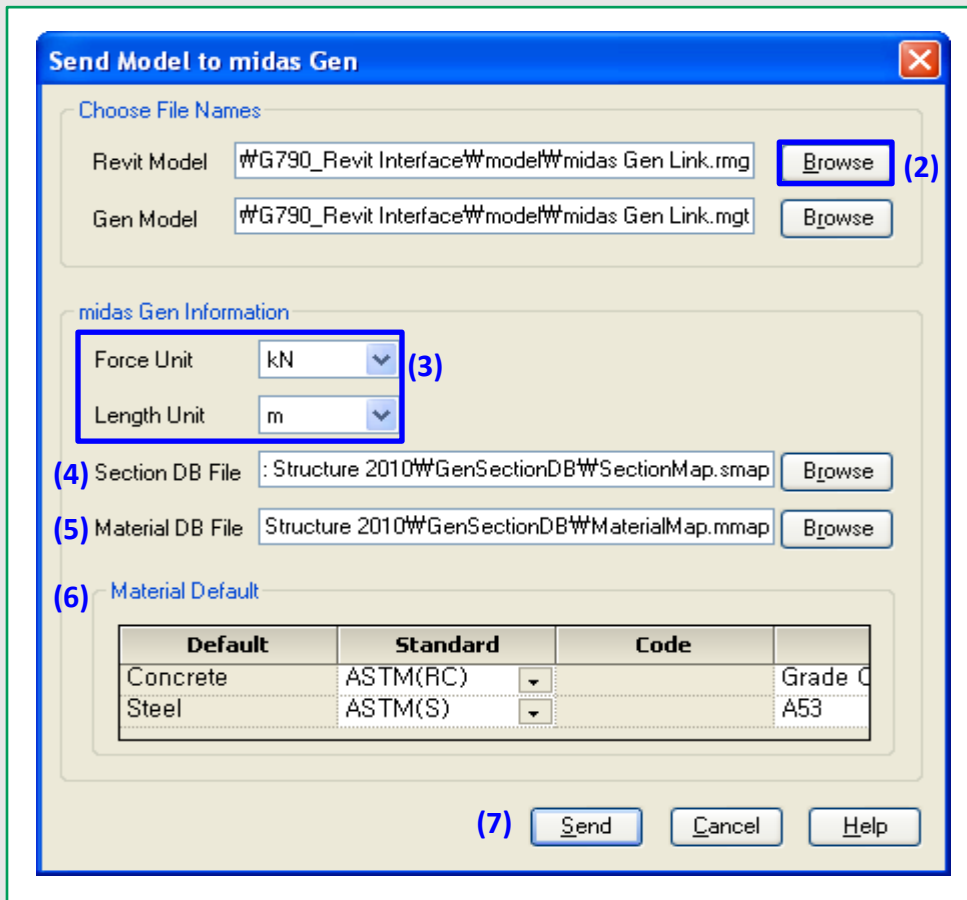 Send Model to midas Gen
Choose File Names
Revit Model ₩G790_Revit Interface₩model₩midas Gen Link.rmg Browse (2)
Gen Model ₩G790_Revit Interface₩model₩midas Gen Link.mgt Browse
midas Gen Information
Force Unit kN (3)
Length Unit m
(4) Section DB File : Structure 2010₩GenSectionDB₩SectionMap.smap Browse
(5) Material DB File Structure 2010₩GenSectionDB₩MaterialMap.mmap Browse
(6) Material Default
Default Standard Code
Concrete ASTM(RC) Grade C
Steel ASTM(S) A53
(7) Send Cancel Help